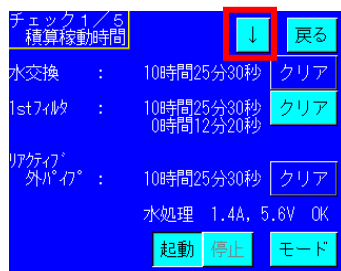 チェック1／5
積算稼動時間
↓ 戻る
水交換 : 10時間25分30秒 クリア
1stフィルタ : 10時間25分30秒 クリア
0時間12分20秒
リアクティブ
外パイプ : 10時間25分30秒 クリア
水処理 1.4A, 5.6V OK
起動 停止 モード